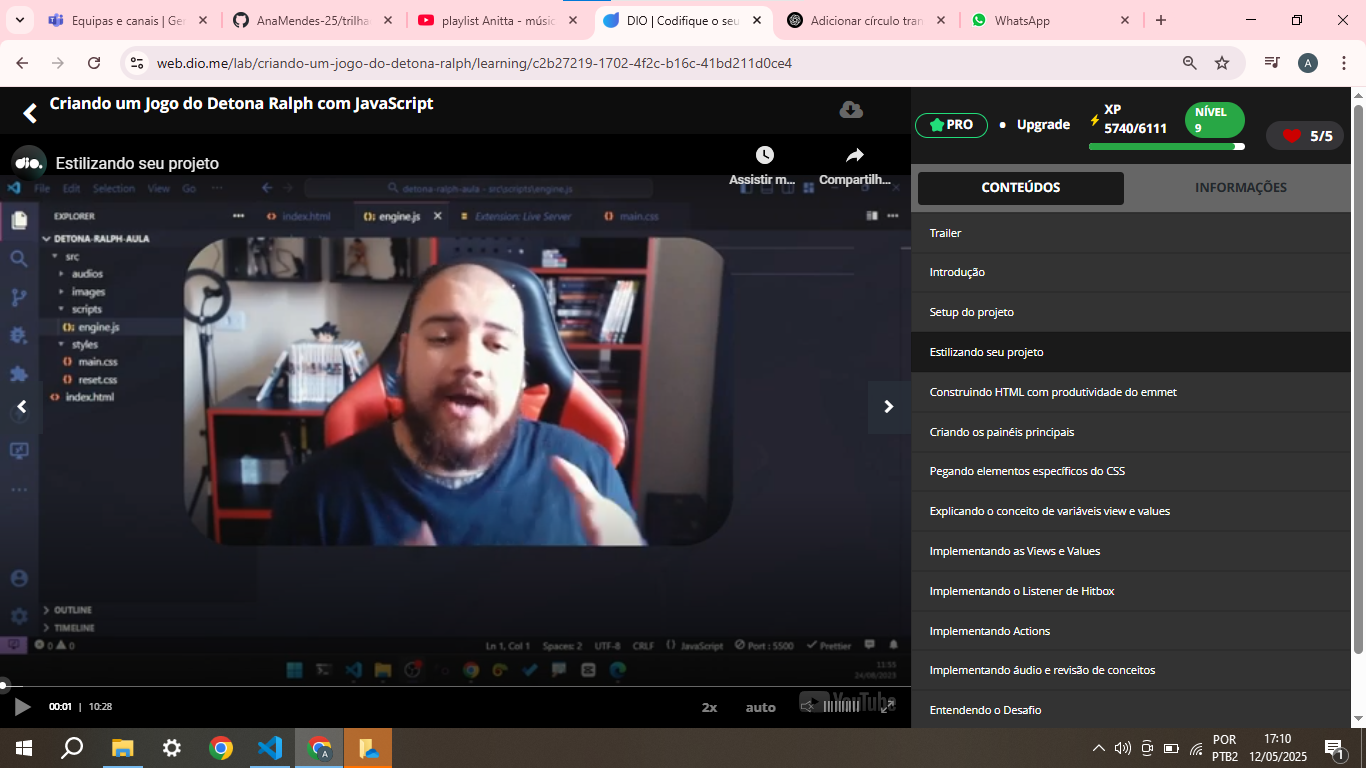 Equipas e canais | Ger
AnaMendes-25/trilha
playlist Anitta - músic
DIO | Codifique o seu
Adicionar círculo tran
WhatsApp
web.dio.me/lab/criando-um-jogo-do-detona-ralph/learning/c2b27219-1702-4f2c-b16c-41bd211d0ce4
A
Criando um Jogo do Detona Ralph com JavaScript
dio.
Estilizando seu projeto
Assistir m...
Compartilh...
File Edit Selection View Go ...
detona-ralph-aula - src\scripts\engine.js
EXPLORER
index.html
engine.js
Extension: Live Server
main.css
DETONA-RALPH-AULA
src
audios
images
scripts
engine.js
styles
main.css
reset.css
index.html
OUTLINE
TIMELINE
0 0
Ln 1, Col 1 Spaces: 2 UTF-8 CRLF JavaScript Port : 5500 Prettier
11:55
24/08/2023
00:01 | 10:28
2x
auto
YouTube
PRO
Upgrade
XP
5740/6111
NÍVEL
9
5/5
CONTEÚDOS
INFORMAÇÕES
Trailer
Introdução
Setup do projeto
Estilizando seu projeto
Construindo HTML com produtividade do emmet
Criando os painéis principais
Pegando elementos específicos do CSS
Explicando o conceito de variáveis view e values
Implementando as Views e Values
Implementando o Listener de Hitbox
Implementando Actions
Implementando áudio e revisão de conceitos
Entendendo o Desafio
A
POR
PTB2
17:10
12/05/2025
1